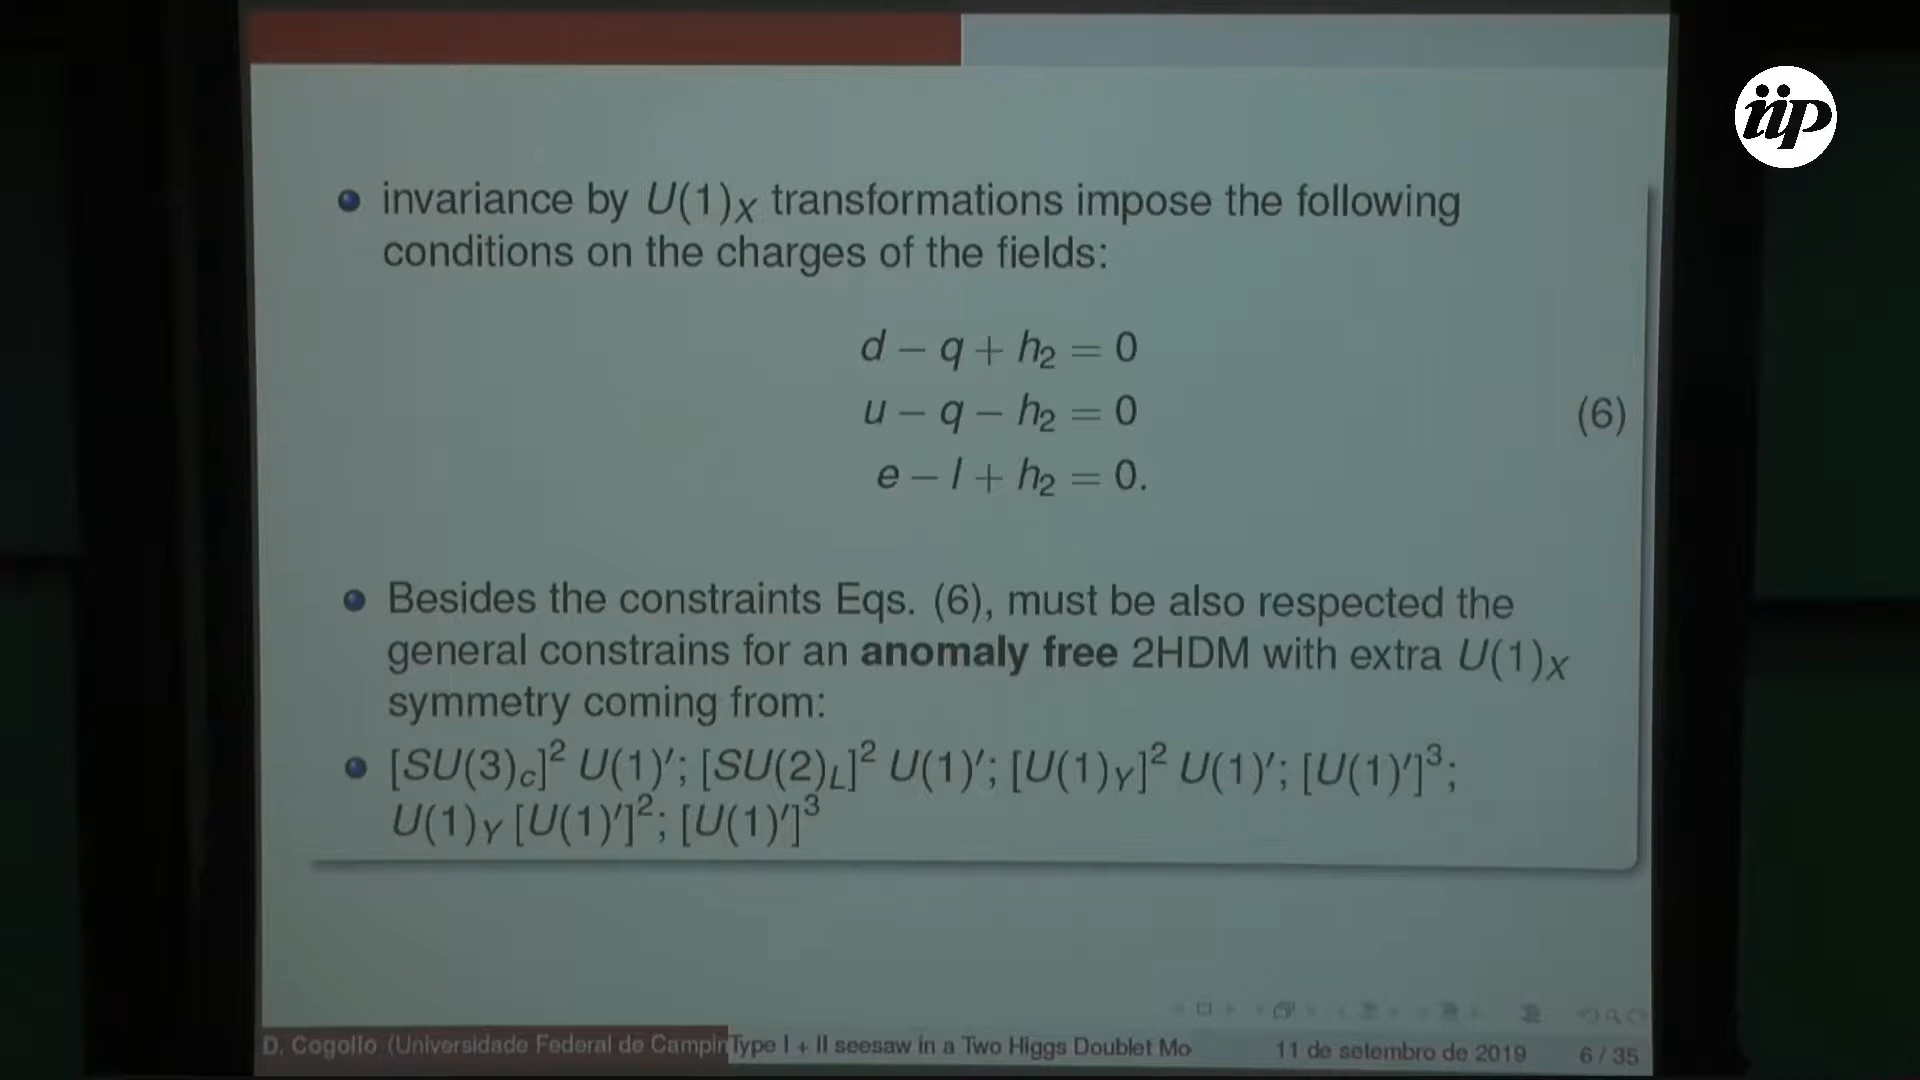 iip
invariance by U(1)_X transformations impose the following
conditions on the charges of the fields:
d − q + h₂ = 0
u − q − h₂ = 0
(6)
e − l + h₂ = 0.
Besides the constraints Eqs. (6), must be also respected the
general constrains for an anomaly free 2HDM with extra U(1)_X
symmetry coming from:
[SU(3)_c]² U(1)′; [SU(2)_L]² U(1)′; [U(1)_Y]² U(1)′; [U(1)′]³;
U(1)_Y [U(1)′]²; [U(1)′]³
D. Cogollo (Universidade Federal de Campin Type I + II seesaw in a Two Higgs Doublet Mo 11 de setembro de 2019 6 / 35